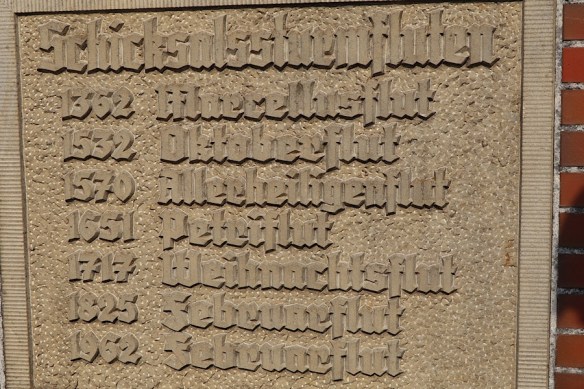 Schicksalssturmfluten
1362 Marcellusflut
1532 Oktoberflut
1570 Allerheiligenflut
1651 Petriflut
1717 Weihnachtsflut
1825 Februarflut
1962 Februarflut